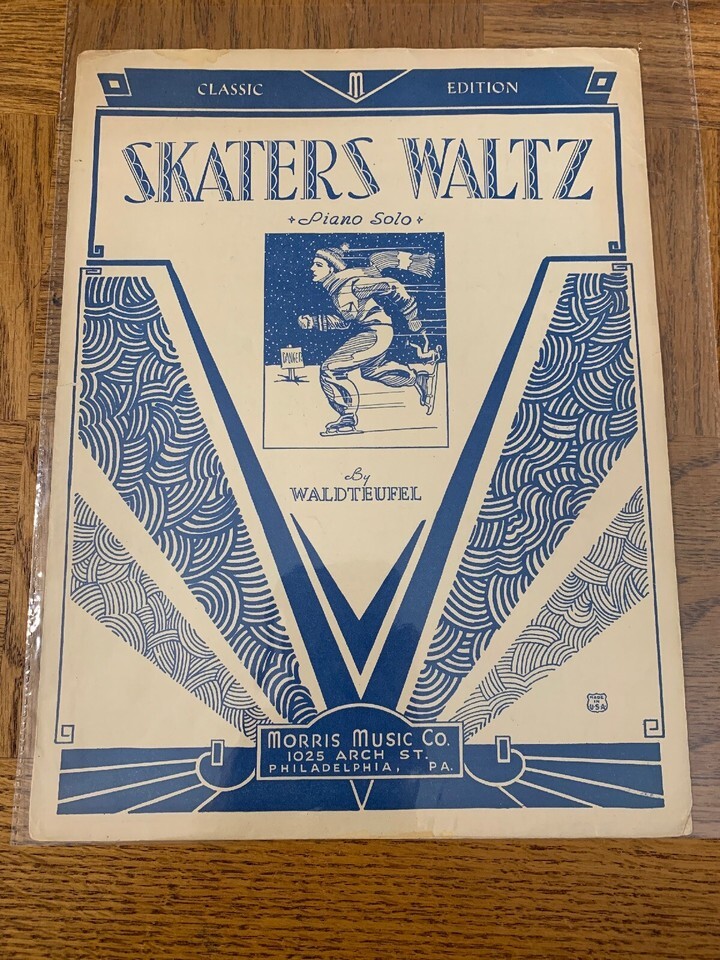 CLASSIC M EDITION
SKATERS WALTZ
Piano Solo
DANGER
By
WALDTEUFEL
MADE
IN
U.S.A
MORRIS MUSIC CO.
1025 ARCH ST.
PHILADELPHIA, PA.